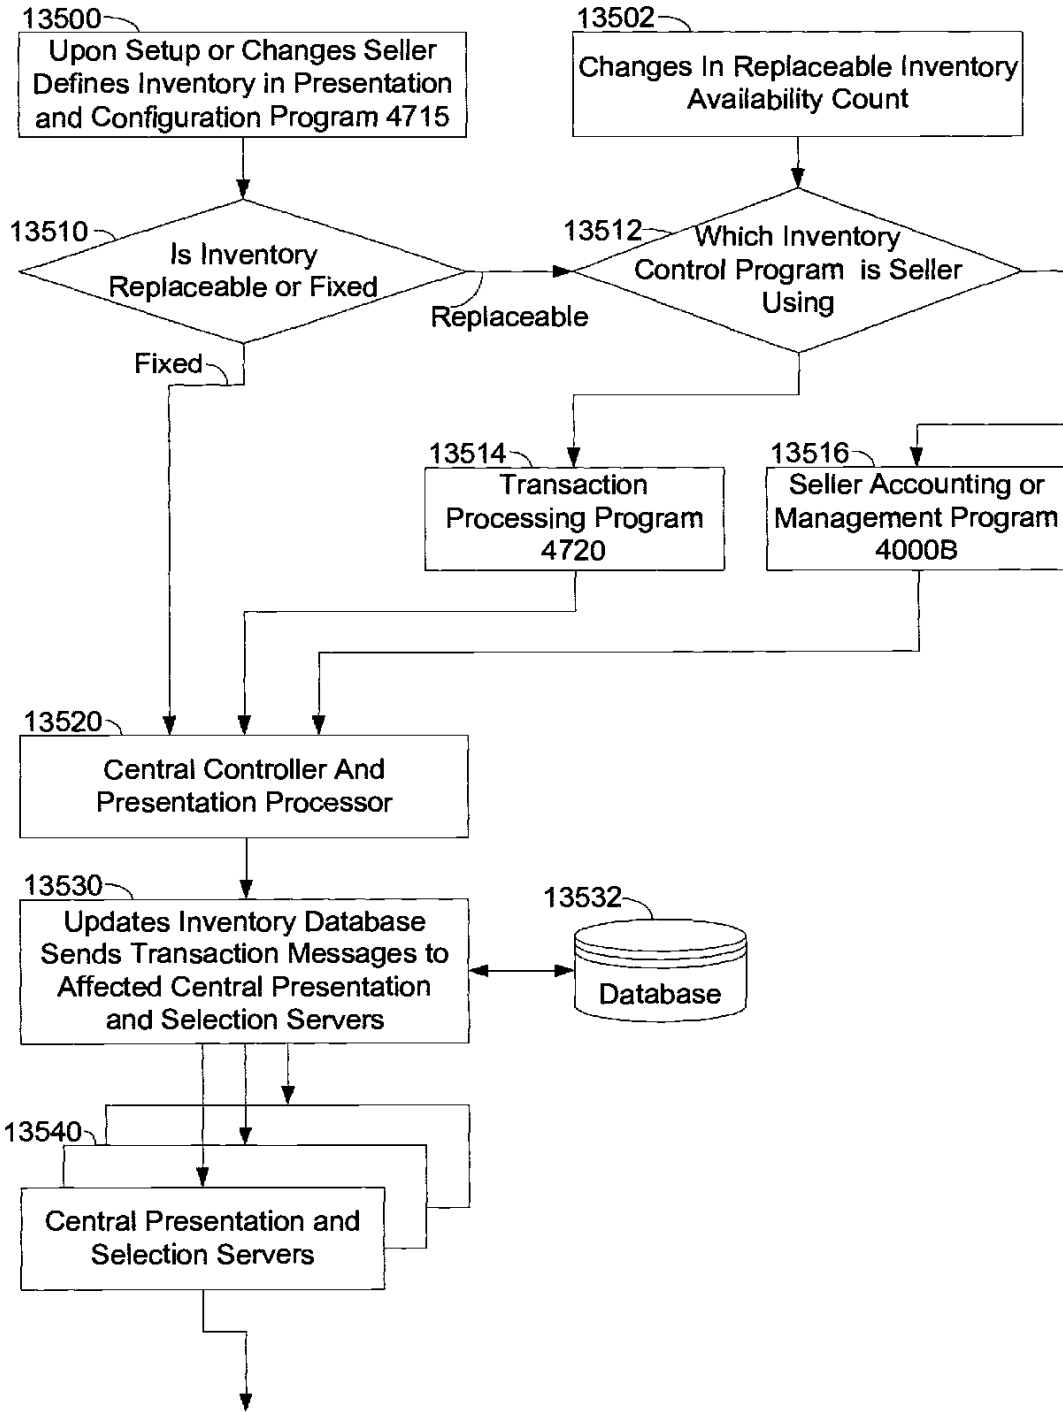 13500
Upon Setup or Changes Seller
Defines Inventory in Presentation
and Configuration Program 4715
13502
Changes In Replaceable Inventory
Availability Count
13510
Is Inventory
Replaceable or Fixed
13512
Which Inventory
Control Program is Seller
Using
Replaceable
Fixed
13514
Transaction
Processing Program
4720
13516
Seller Accounting or
Management Program
4000B
13520
Central Controller And
Presentation Processor
13530
Updates Inventory Database
Sends Transaction Messages to
Affected Central Presentation
and Selection Servers
13532
Database
13540
Central Presentation and
Selection Servers